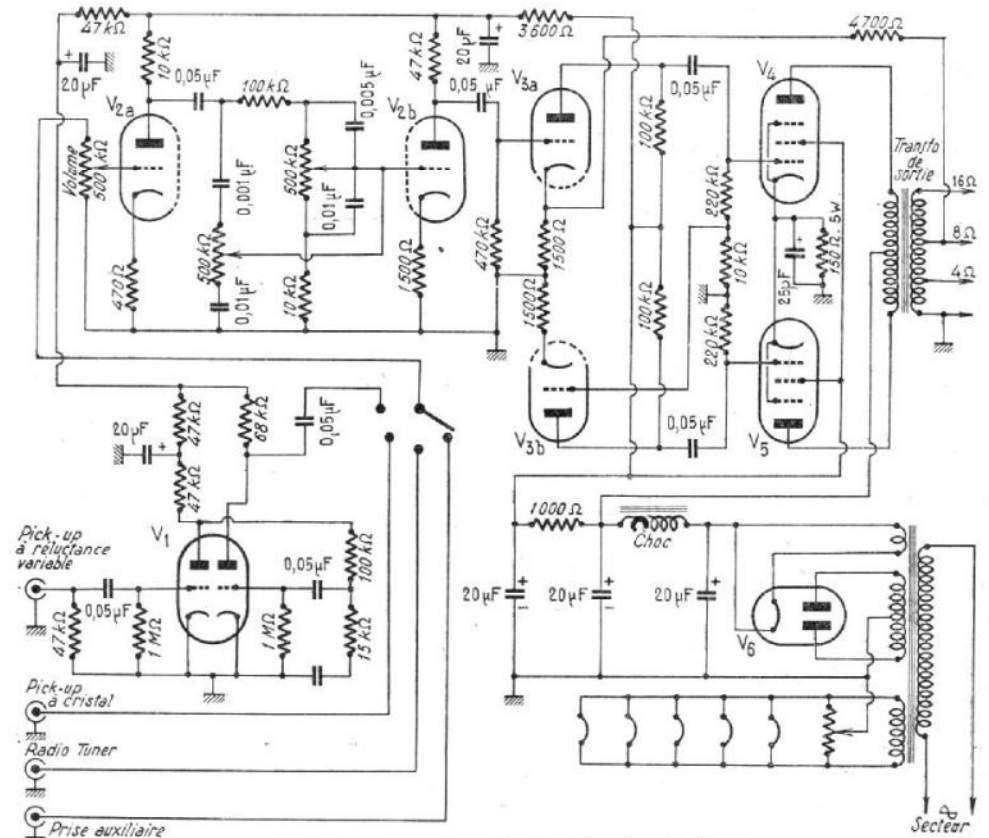 47kΩ
20µF
10kΩ
0,05µF
100kΩ
0,005µF
V2a
Volume
500kΩ
0,001µF
500kΩ
0,01µF
500kΩ
0,01µF
10kΩ
470Ω
V2b
47kΩ
20µF
0,05µF
1500Ω
3600Ω
V3a
470kΩ
1500Ω
1500Ω
V3b
100kΩ
100kΩ
0,05µF
220kΩ
10kΩ
220kΩ
0,05µF
4700Ω
V4
25µF
150Ω. 5W
V5
Transfo
de
sortie
16Ω
8Ω
4Ω
20µF
47kΩ
47kΩ
68kΩ
0,05µF
V1
Pick-up
à réluctance
variable
0,05µF
47kΩ
1MΩ
1MΩ
0,05µF
100kΩ
15kΩ
Pick-up
à cristal
Radio Tuner
Prise auxiliaire
1000Ω
Choc
20µF
20µF
20µF
V6
Secteur